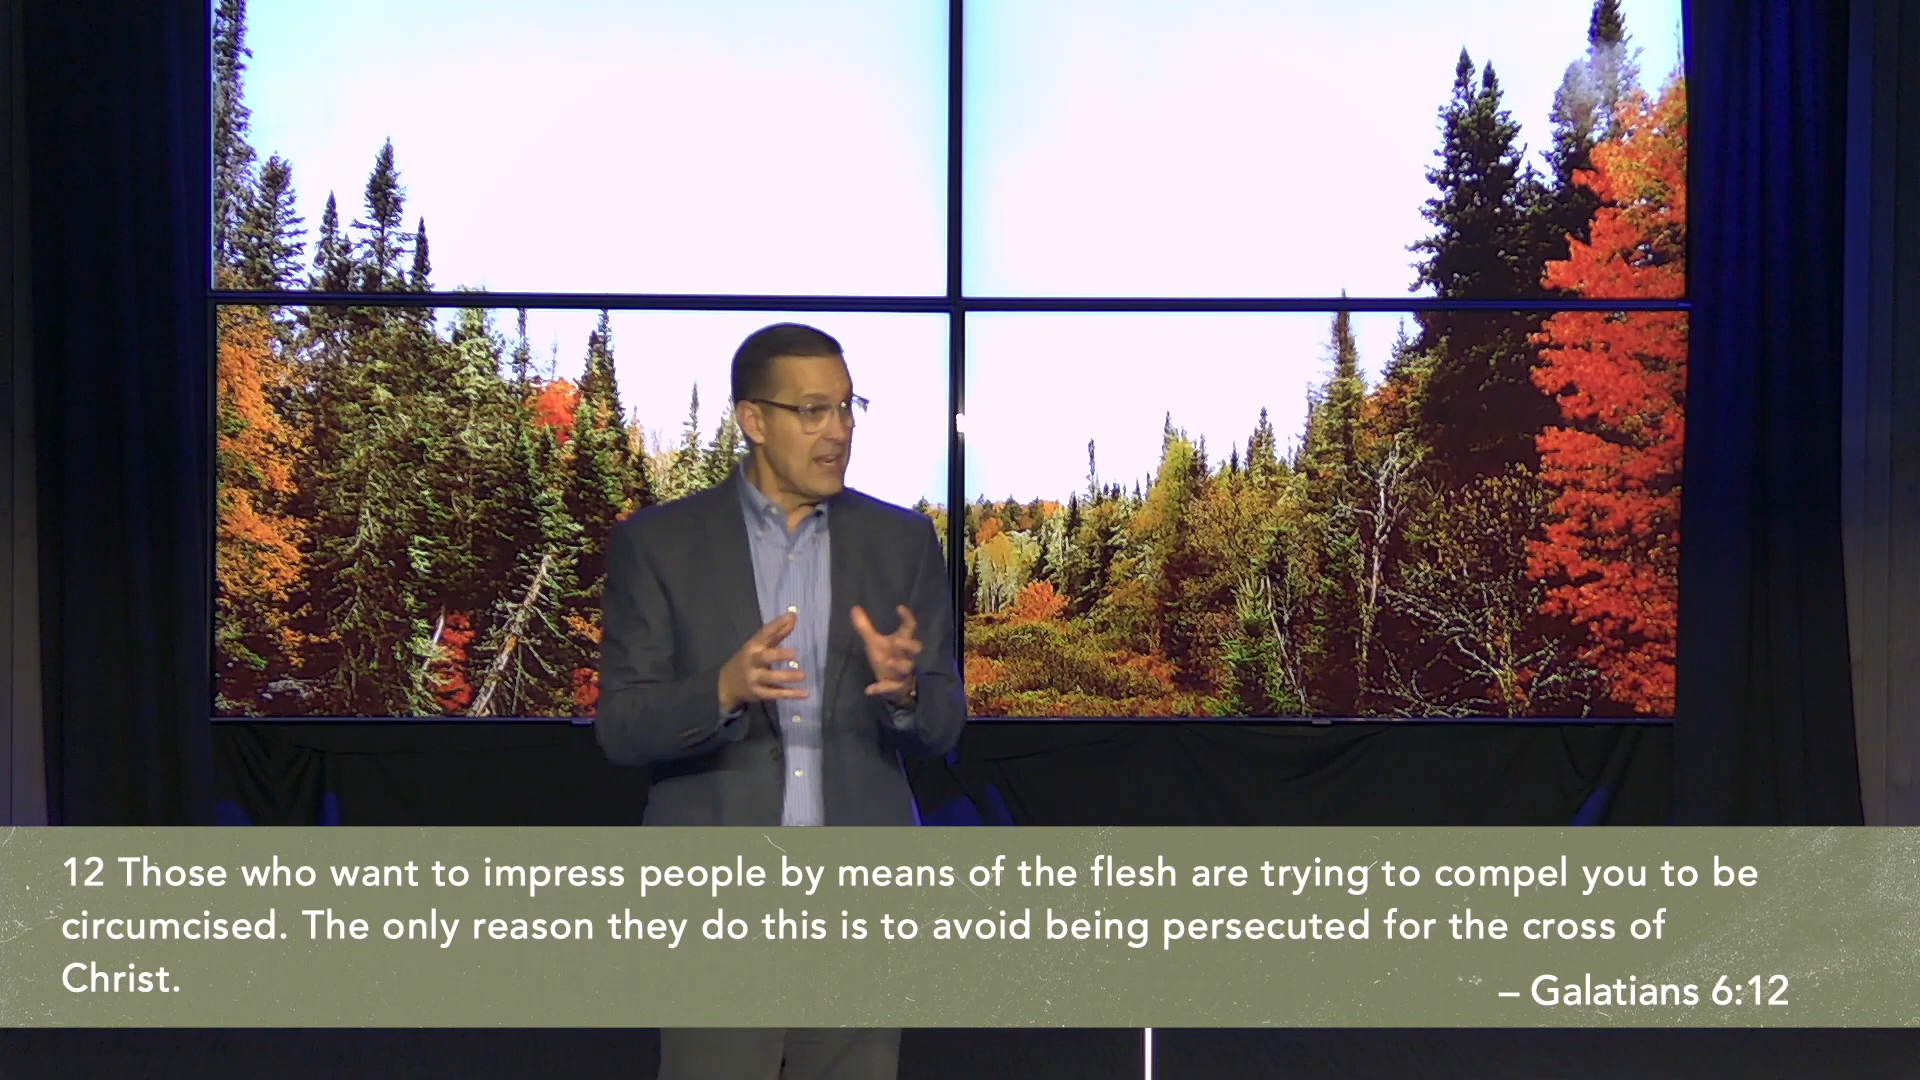 12 Those who want to impress people by means of the flesh are trying to compel you to be
circumcised. The only reason they do this is to avoid being persecuted for the cross of
Christ.
– Galatians 6:12